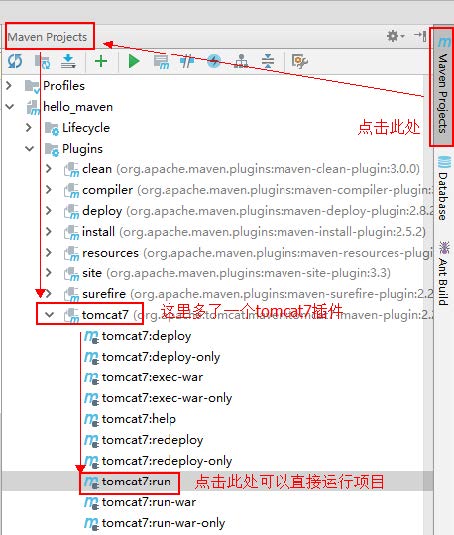 Maven Projects
Profiles
hello_maven
Lifecycle
Plugins
clean (org.apache.maven.plugins:maven-clean-plugin:3.0.0)
compiler (org.apache.maven.plugins:maven-compiler-plugin:3
deploy (org.apache.maven.plugins:maven-deploy-plugin:2.8.2
install (org.apache.maven.plugins:maven-install-plugin:2.5.2)
resources (org.apache.maven.plugins:maven-resources-plugi
site (org.apache.maven.plugins:maven-site-plugin:3.3)
surefire (org.apache.maven.plugins:maven-surefire-plugin:2.2
tomcat7 (org.apache.tomcat.maven:tomcat7-maven-plugin:2.2
这里多了一个tomcat7插件
tomcat7:deploy
tomcat7:deploy-only
tomcat7:exec-war
tomcat7:exec-war-only
tomcat7:help
tomcat7:redeploy
tomcat7:redeploy-only
tomcat7:run
点击此处可以直接运行项目
tomcat7:run-war
tomcat7:run-war-only
点击此处
Maven Projects
Database
Ant Build